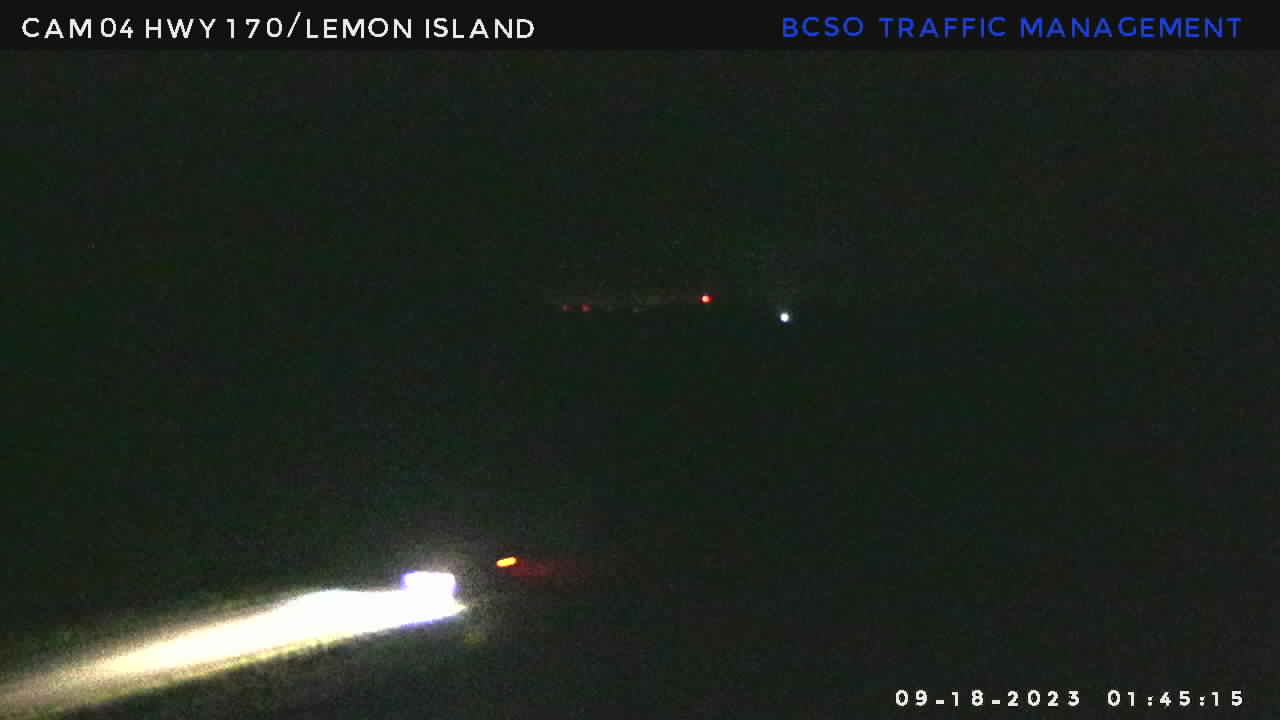 CAM04 HWY 170/LEMON ISLAND
BCSO TRAFFIC MANAGEMENT
09-18-2023 01:45:15